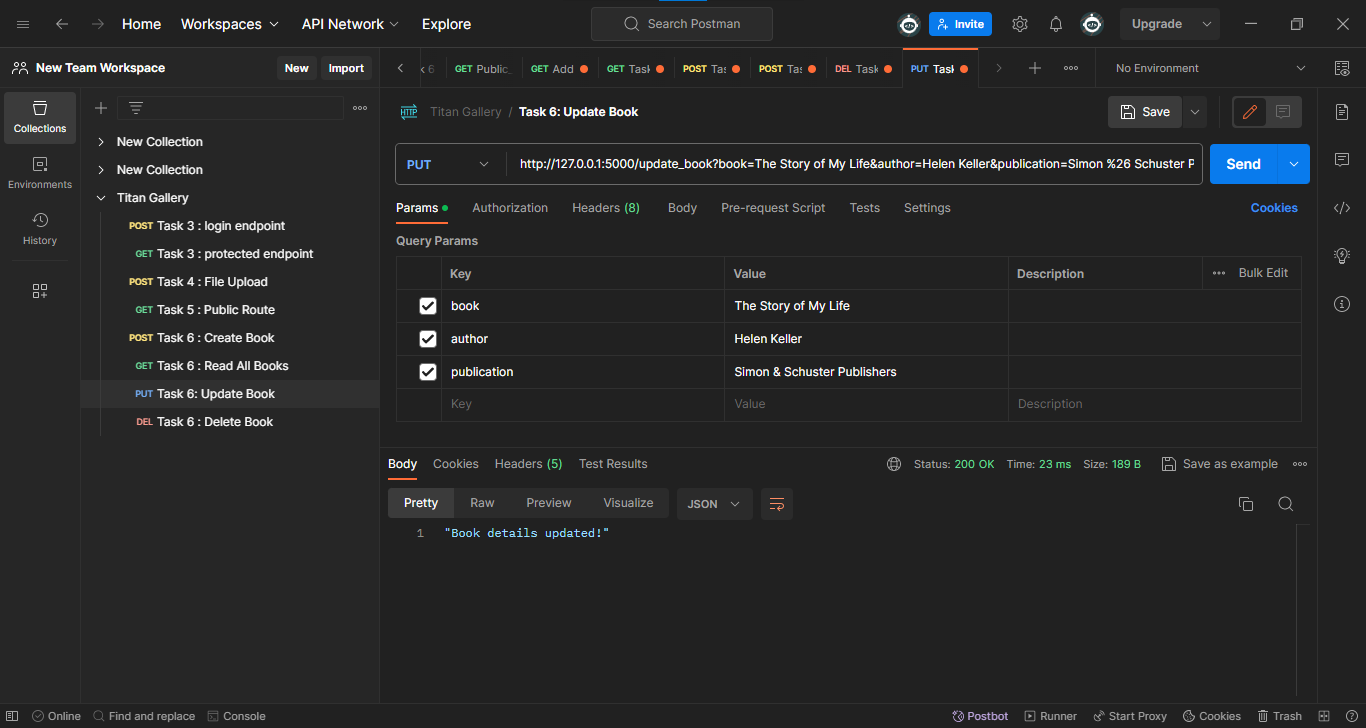 Home Workspaces API Network Explore Search Postman Invite Upgrade
New Team Workspace New Import
k 6 GET Public GET Add GET Task POST Tas POST Tas DEL Task PUT Task No Environment
Collections
Environments
History
New Collection
New Collection
Titan Gallery
POST Task 3 : login endpoint
GET Task 3 : protected endpoint
POST Task 4 : File Upload
GET Task 5 : Public Route
POST Task 6 : Create Book
GET Task 6 : Read All Books
PUT Task 6: Update Book
DEL Task 6 : Delete Book
HTTP Titan Gallery / Task 6: Update Book Save
PUT http://127.0.0.1:5000/update_book?book=The Story of My Life&author=Helen Keller&publication=Simon %26 Schuster P Send
Params Authorization Headers (8) Body Pre-request Script Tests Settings Cookies
Query Params
Key Value Description Bulk Edit
book The Story of My Life
author Helen Keller
publication Simon & Schuster Publishers
Key Value Description
Body Cookies Headers (5) Test Results Status: 200 OK Time: 23 ms Size: 189 B Save as example
Pretty Raw Preview Visualize JSON
1 "Book details updated!"
Online Find and replace Console Postbot Runner Start Proxy Cookies Trash